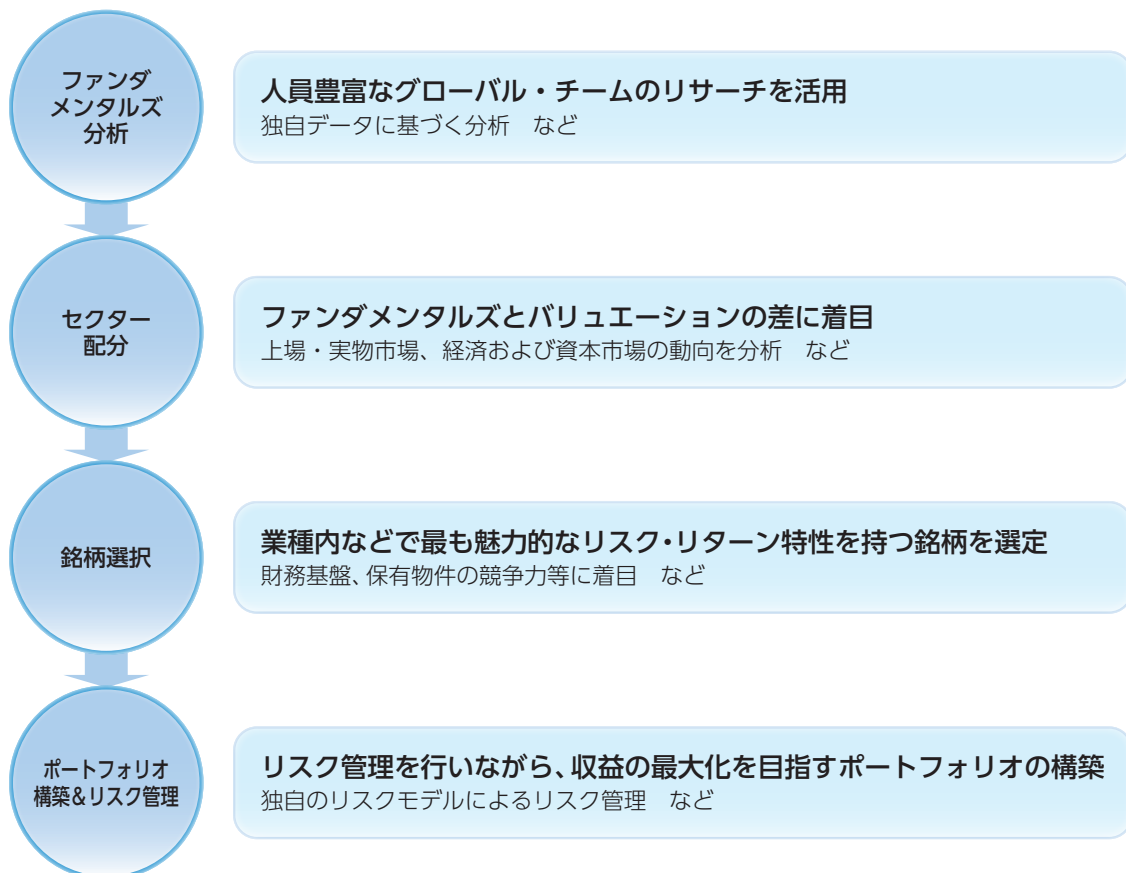 ファンダ
メンタルズ
分析
人員豊富なグローバル・チームのリサーチを活用
独自データに基づく分析　など
セクター
配分
ファンダメンタルズとバリュエーションの差に着目
上場・実物市場、経済および資本市場の動向を分析　など
銘柄選択
業種内などで最も魅力的なリスク・リターン特性を持つ銘柄を選定
財務基盤、保有物件の競争力等に着目　など
ポートフォリオ
構築&リスク管理
リスク管理を行いながら、収益の最大化を目指すポートフォリオの構築
独自のリスクモデルによるリスク管理　など